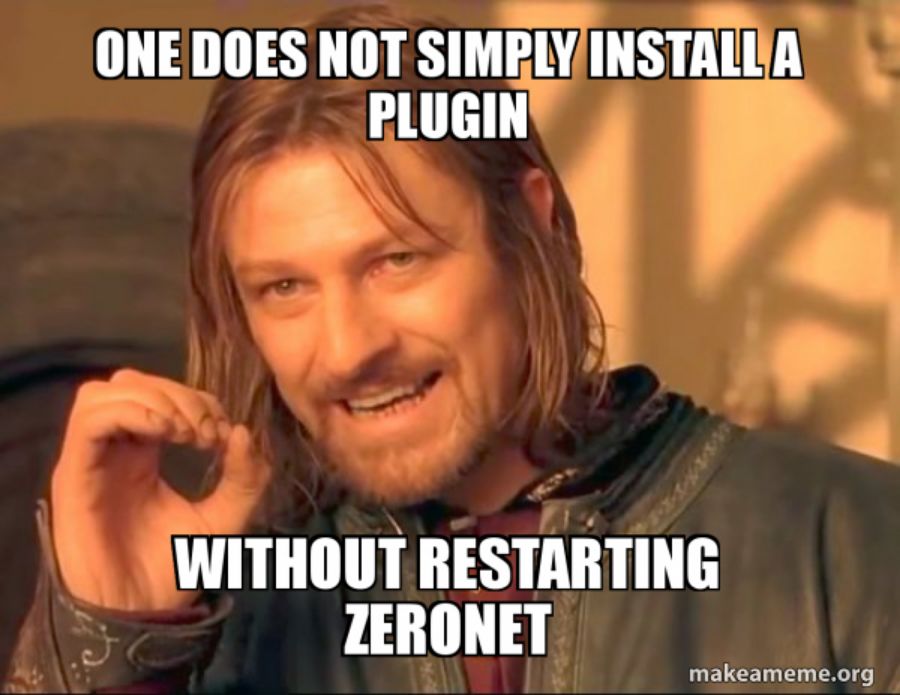 ONE DOES NOT SIMPLY INSTALL A
PLUGIN
WITHOUT RESTARTING
ZERONET
makeameme.org